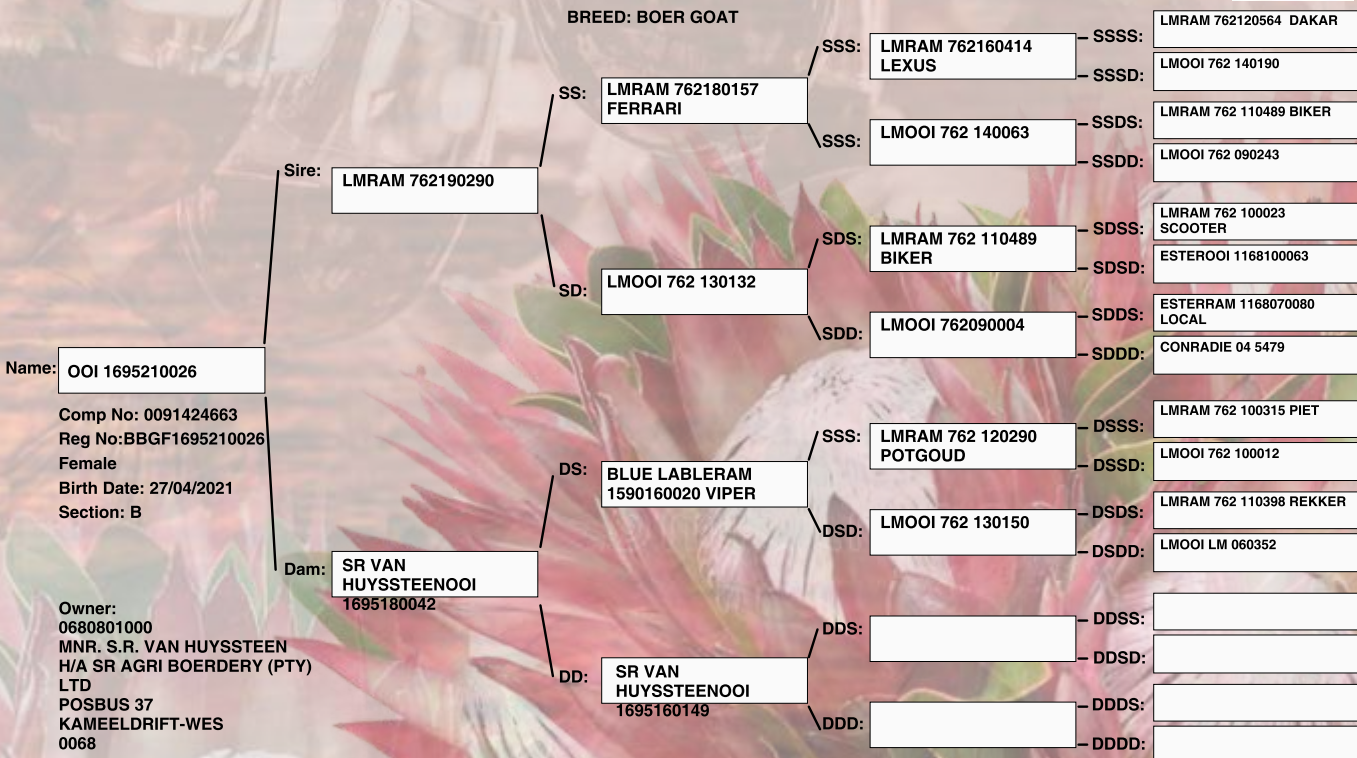 BREED: BOER GOAT
Name:
OOI 1695210026
Comp No: 0091424663
Reg No:BBGF1695210026
Female
Birth Date: 27/04/2021
Section: B
Owner:
0680801000
MNR. S.R. VAN HUYSSTEEN
H/A SR AGRI BOERDERY (PTY)
LTD
POSBUS 37
KAMEELDRIFT-WES
0068
Sire:
LMRAM 762190290
Dam:
SR VAN
HUYSSTEENOOI
1695180042
SS:
LMRAM 762180157
FERRARI
SD:
LMOOI 762 130132
DS:
BLUE LABLERAM
1590160020 VIPER
DD:
SR VAN
HUYSSTEENOOI
1695160149
SSS:
LMRAM 762160414
LEXUS
SSS:
LMOOI 762 140063
SDS:
LMRAM 762 110489
BIKER
SDD:
LMOOI 762090004
SSS:
LMRAM 762 120290
POTGOUD
DSD:
LMOOI 762 130150
DDS:
DDD:
SSSS:
LMRAM 762120564 DAKAR
SSSD:
LMOOI 762 140190
SSDS:
LMRAM 762 110489 BIKER
SSDD:
LMOOI 762 090243
SDSS:
LMRAM 762 100023
SCOOTER
SDSD:
ESTEROOI 1168100063
SDDS:
ESTERRAM 1168070080
LOCAL
SDDD:
CONRADIE 04 5479
DSSS:
LMRAM 762 100315 PIET
DSSD:
LMOOI 762 100012
DSDS:
LMRAM 762 110398 REKKER
DSDD:
LMOOI LM 060352
DDSS:
DDSD:
DDDS:
DDDD: